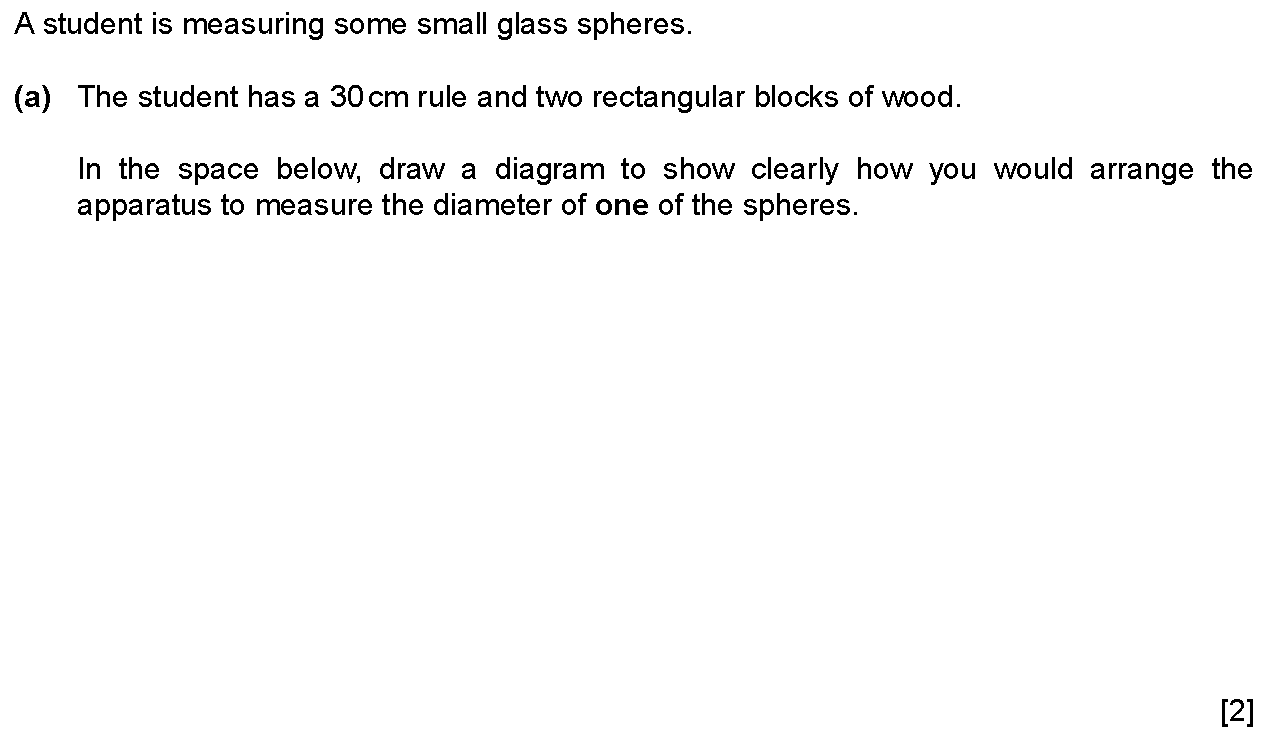 A student is measuring some small glass spheres.
(a) The student has a 30 cm rule and two rectangular blocks of wood.
In the space below, draw a diagram to show clearly how you would arrange the
apparatus to measure the diameter of one of the spheres.
[2]